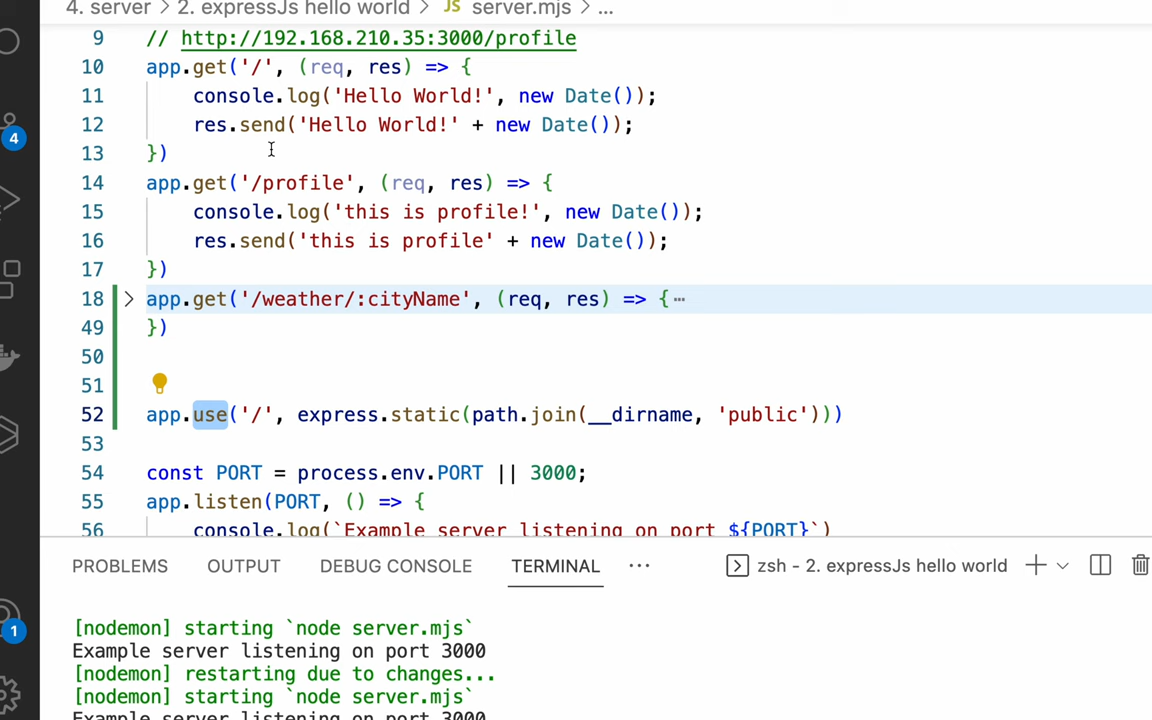 4. server > 2. expressJs hello world > JS server.mjs > ...
9 // http://192.168.210.35:3000/profile
10 app.get('/', (req, res) => {
11 console.log('Hello World!', new Date());
12 res.send('Hello World!' + new Date());
13 })
14 app.get('/profile', (req, res) => {
15 console.log('this is profile!', new Date());
16 res.send('this is profile' + new Date());
17 })
18 > app.get('/weather/:cityName', (req, res) => {⋯
49 })
50
51
52 app.use('/', express.static(path.join(__dirname, 'public')))
53
54 const PORT = process.env.PORT || 3000;
55 app.listen(PORT, () => {
56 console.log(`Example server listening on port ${PORT}`)
4
1
PROBLEMS OUTPUT DEBUG CONSOLE TERMINAL ⋯ zsh - 2. expressJs hello world
[nodemon] starting `node server.mjs`
Example server listening on port 3000
[nodemon] restarting due to changes...
[nodemon] starting `node server.mjs`
Example server listening on port 3000